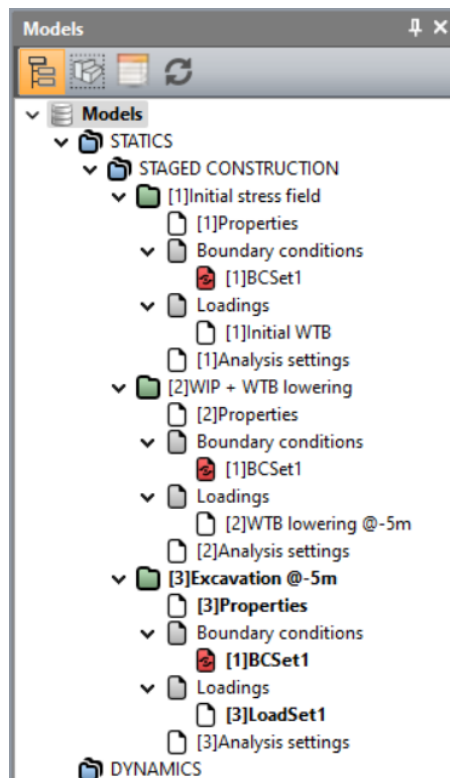 Models
Models
STATICS
STAGED CONSTRUCTION
[1]Initial stress field
[1]Properties
Boundary conditions
[1]BCSet1
Loadings
[1]Initial WTB
[1]Analysis settings
[2]WIP + WTB lowering
[2]Properties
Boundary conditions
[1]BCSet1
Loadings
[2]WTB lowering @-5m
[2]Analysis settings
[3]Excavation @-5m
[3]Properties
Boundary conditions
[1]BCSet1
Loadings
[3]LoadSet1
[3]Analysis settings
DYNAMICS